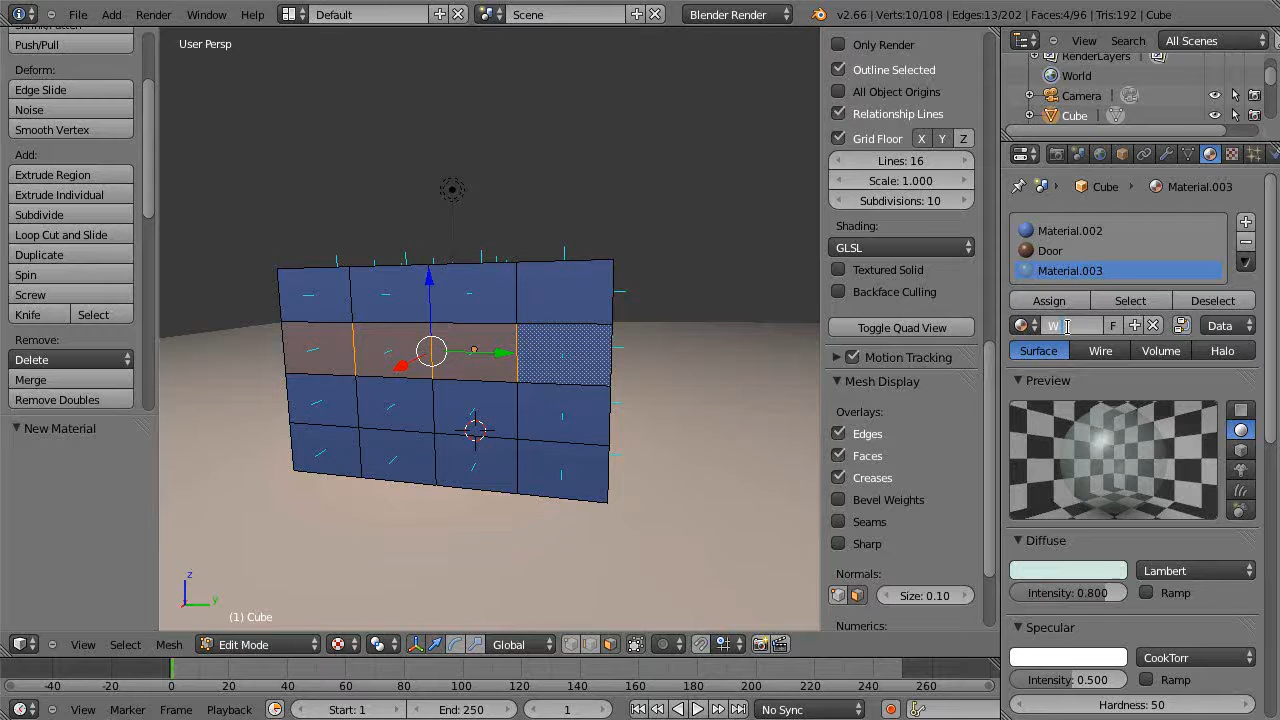 File Add Render Window Help Default Scene Blender Render v2.66 | Verts:10/108 | Edges:13/202 | Faces:4/96 | Tris:192 | Cube
Push/Pull
Deform:
Edge Slide
Noise
Smooth Vertex
Add:
Extrude Region
Extrude Individual
Subdivide
Loop Cut and Slide
Duplicate
Spin
Screw
Knife Select
Remove:
Delete
Merge
Remove Doubles
New Material
User Persp
z
y
(1) Cube
Only Render
Outline Selected
All Object Origins
Relationship Lines
Grid Floor X Y Z
Lines: 16
Scale: 1.000
Subdivisions: 10
Shading:
GLSL
Textured Solid
Backface Culling
Toggle Quad View
Motion Tracking
Mesh Display
Overlays:
Edges
Faces
Creases
Bevel Weights
Seams
Sharp
Normals:
Size: 0.10
Numerics:
View Search All Scenes
RenderLayers
World
Camera
Cube
Cube Material.003
Material.002
Door
Material.003
Assign Select Deselect
W F Data
Surface Wire Volume Halo
Preview
Diffuse
Lambert
Intensity: 0.800 Ramp
Specular
CookTorr
Intensity: 0.500 Ramp
Hardness: 50
View Select Mesh Edit Mode Global
-40 -20 0 20 40 60 80 100 120 140 160 180 200 220 240 260
View Marker Frame Playback Start: 1 End: 250 1 No Sync